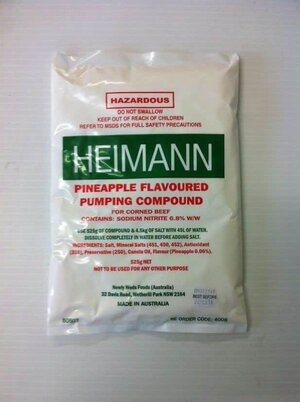 HAZARDOUS
DO NOT SWALLOW
KEEP OUT OF REACH OF CHILDREN
REFER TO MSDS FOR FULL SAFETY PRECAUTIONS
HEIMANN
PINEAPPLE FLAVOURED
PUMPING COMPOUND
FOR CORNED BEEF
CONTAINS: SODIUM NITRITE 6.8% W/W
USE 525g OF COMPOUND & 4.5kg OF SALT WITH 45L OF WATER.
DISSOLVE COMPLETELY IN WATER BEFORE ADDING SALT.
INGREDIENTS: Salt, Mineral Salts (451, 450, 452), Antioxidant
(316), Preservative (250), Canola Oil, Flavour (Pineapple 0.06%).
525g NET
NOT TO BE USED FOR ANY OTHER PURPOSE
Newly Weds Foods (Australia)
32 Davis Road, Wetherill Park NSW 2164
MADE IN AUSTRALIA
BEST BEFORE
RE ORDER CODE: 4008